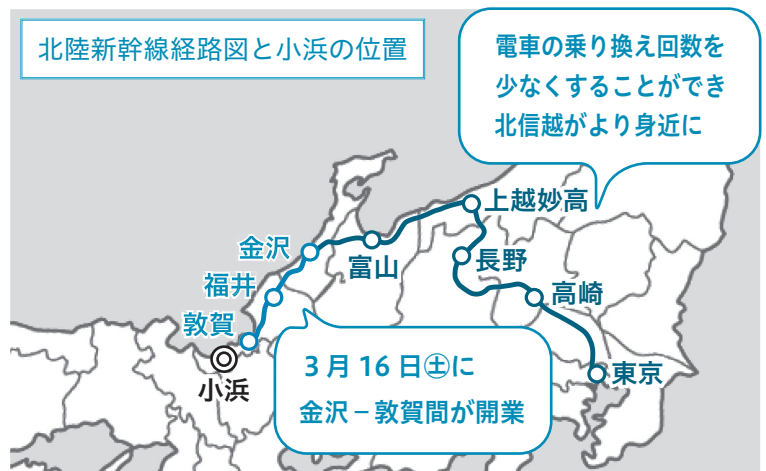 北陸新幹線経路図と小浜の位置
電車の乗り換え回数を
少なくすることができ
北信越がより身近に
上越妙高
金沢
富山
長野
福井
高崎
敦賀
小浜
東京
3月16日㊏に
金沢−敦賀間が開業